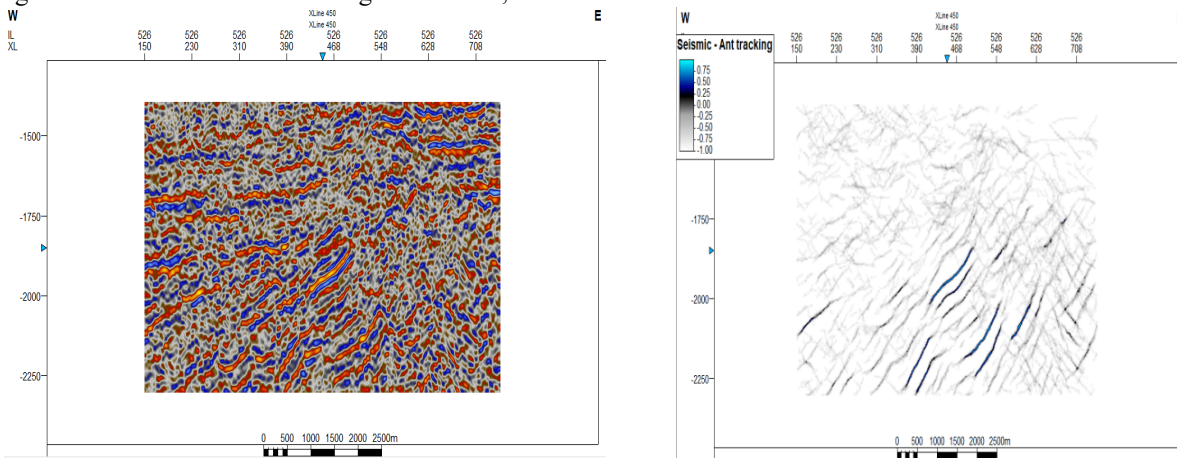 W
E
XLine 450
XLine 450
IL 526 526 526 526 526 526 526 526
XL 150 230 310 390 468 548 628 708
-1500
-1750
-2000
-2250
0 500 1000 1500 2000 2500m
W
XLine 450
XLine 450
526 526 526 526 526 526 526 526
150 230 310 390 468 548 628 708
Seismic - Ant tracking
0.75
0.50
0.25
0.00
-0.25
-0.50
-0.75
-1.00
-1750
-2000
-2250
0 500 1000 1500 2000 2500m